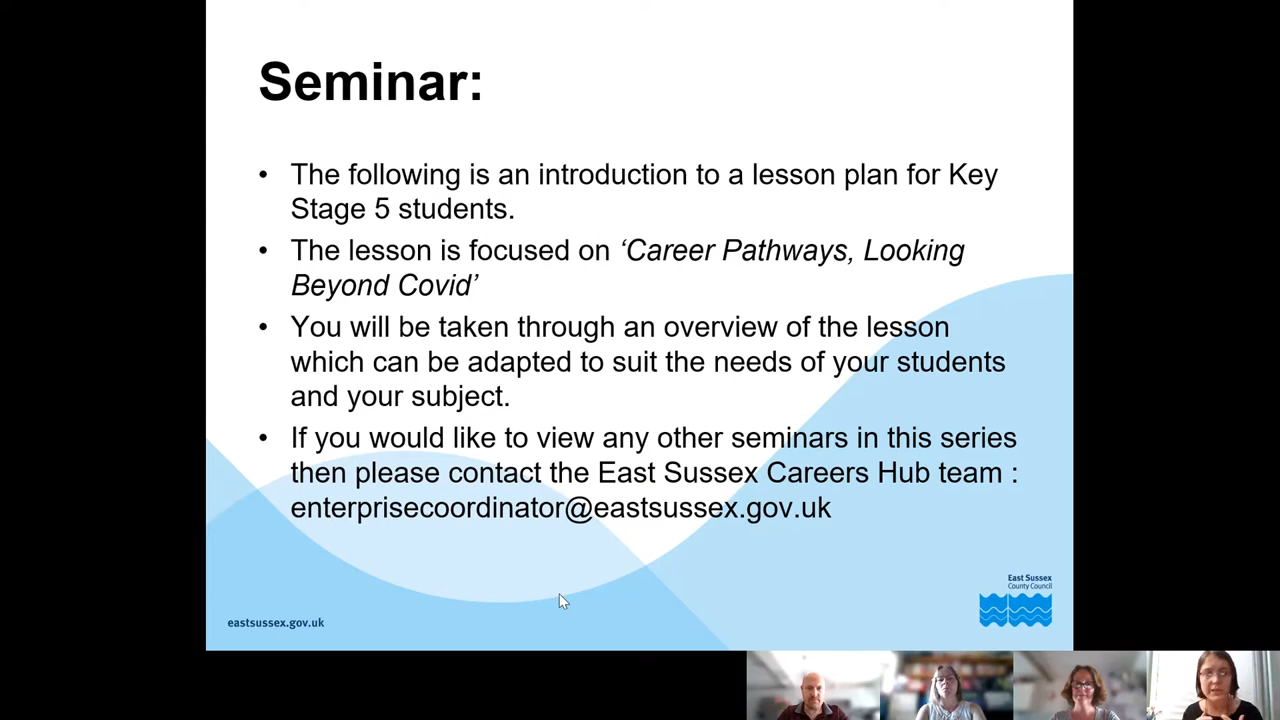 Seminar:
• The following is an introduction to a lesson plan for Key
Stage 5 students.
• The lesson is focused on ‘Career Pathways, Looking
Beyond Covid’
• You will be taken through an overview of the lesson
which can be adapted to suit the needs of your students
and your subject.
• If you would like to view any other seminars in this series
then please contact the East Sussex Careers Hub team :
enterprisecoordinator@eastsussex.gov.uk
East Sussex
County Council
eastsussex.gov.uk